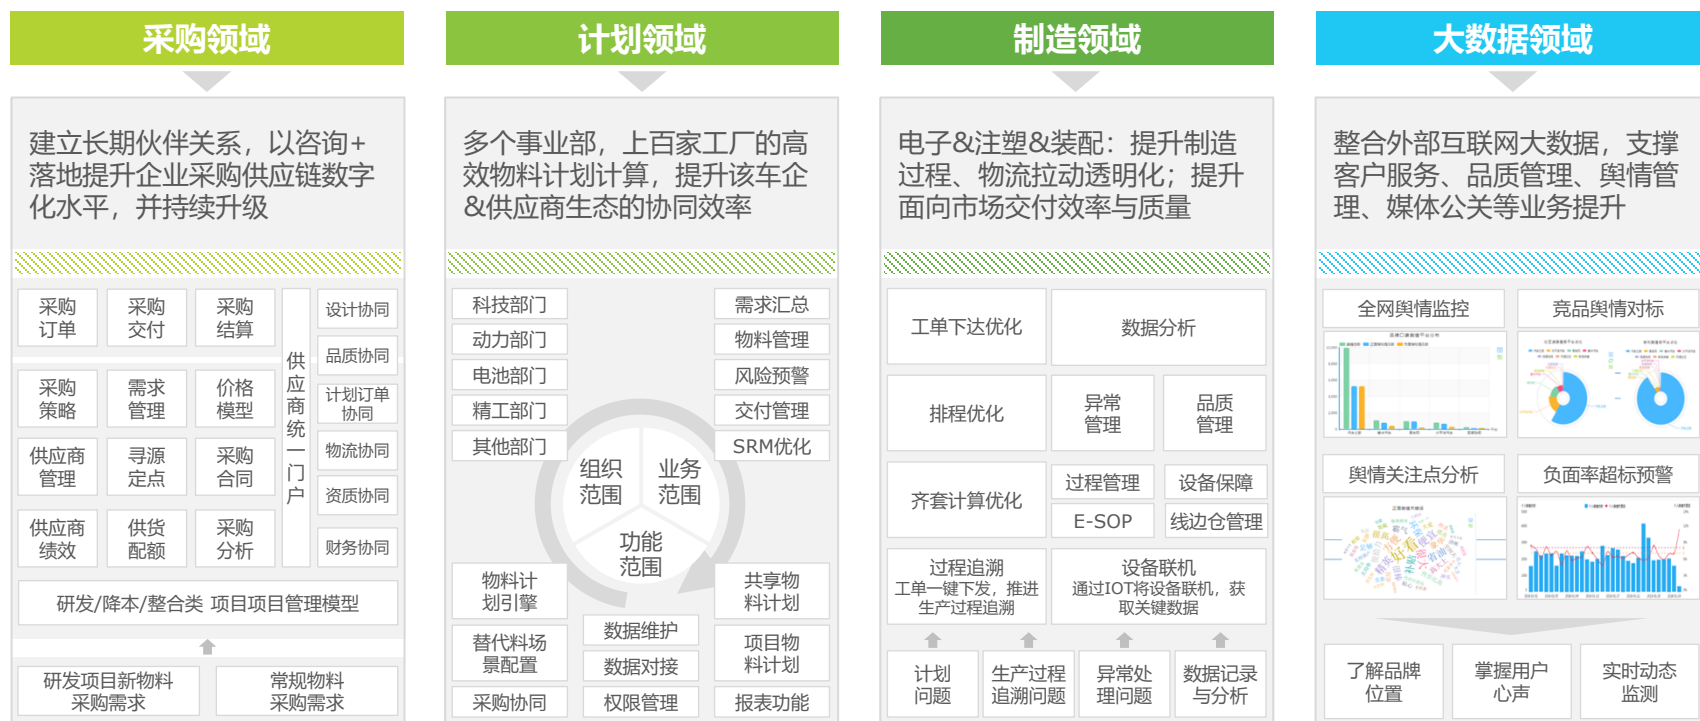 采购领域
建立长期伙伴关系，以咨询+
落地提升企业采购供应链数字
化水平，并持续升级
采购
订单
采购
交付
采购
结算
采购
策略
需求
管理
价格
模型
供应商
管理
寻源
定点
采购
合同
供应商
绩效
供货
配额
采购
分析
供应商统一门户
设计协同
品质协同
计划订单
协同
物流协同
资质协同
财务协同
研发/降本/整合类 项目项目管理模型
研发项目新物料
采购需求
常规物料
采购需求
计划领域
多个事业部，上百家工厂的高
效物料计划计算，提升该车企
&供应商生态的协同效率
科技部门
动力部门
电池部门
精工部门
其他部门
需求汇总
物料管理
风险预警
交付管理
SRM优化
组织
范围
业务
范围
功能
范围
物料计
划引擎
替代料场
景配置
采购协同
数据维护
数据对接
权限管理
共享物
料计划
项目物
料计划
报表功能
制造领域
电子&注塑&装配：提升制造
过程、物流拉动透明化；提升
面向市场交付效率与质量
工单下达优化
数据分析
排程优化
异常
管理
品质
管理
齐套计算优化
过程管理
设备保障
E-SOP
线边仓管理
过程追溯
工单一键下发，推进
生产过程追溯
设备联机
通过IOT将设备联机，获
取关键数据
计划
问题
生产过程
追溯问题
异常处
理问题
数据记录
与分析
大数据领域
整合外部互联网大数据，支撑
客户服务、品质管理、舆情管
理、媒体公关等业务提升
全网舆情监控
竞品舆情对标
舆情关注点分析
负面率超标预警
好看
省油
了解品牌
位置
掌握用户
心声
实时动态
监测